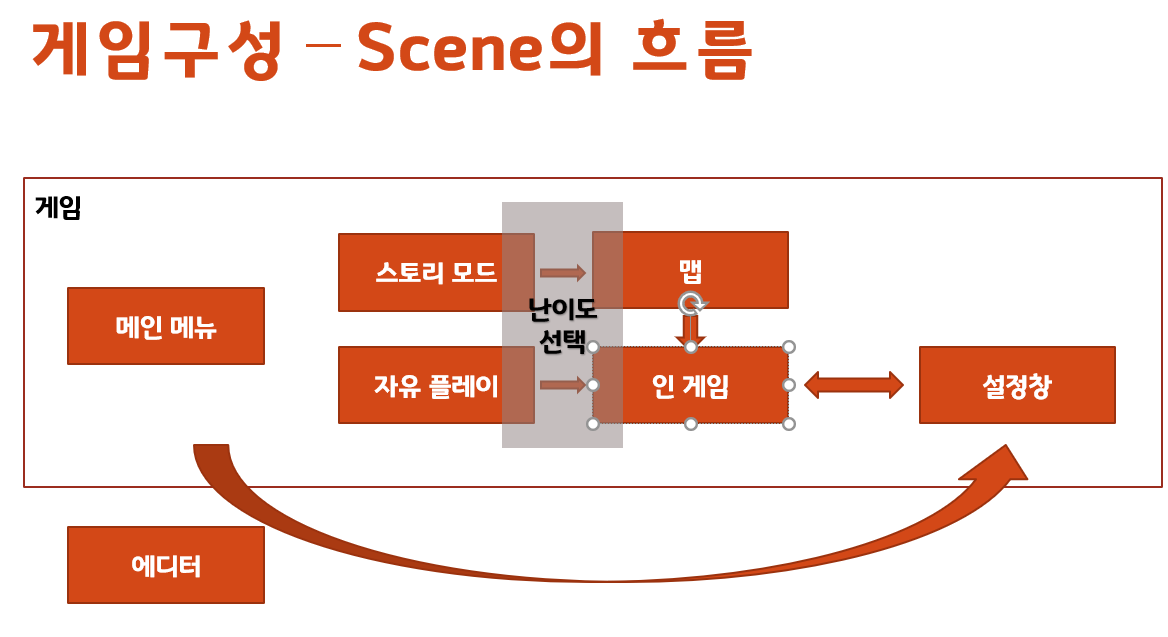 게임구성 – Scene의 흐름
게임
스토리 모드
맵
난이도
선택
메인 메뉴
자유 플레이
인 게임
설정창
에디터